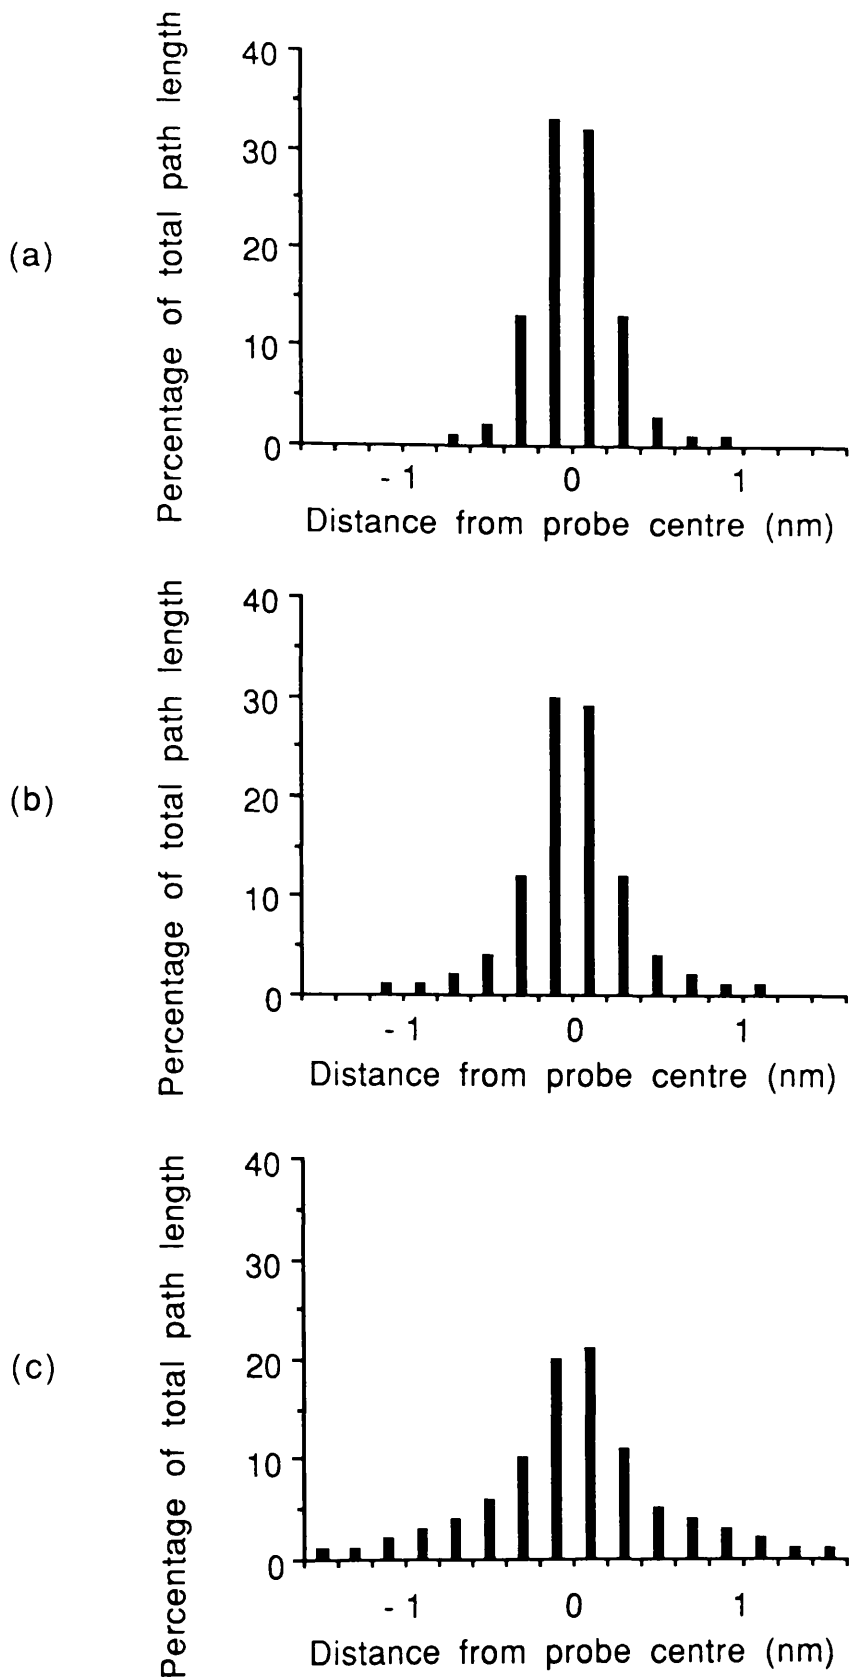 (a)
Percentage of total path length
40
30
20
10
0
- 1 0 1
Distance from probe centre (nm)
(b)
Percentage of total path length
40
30
20
10
0
- 1 0 1
Distance from probe centre (nm)
(c)
Percentage of total path length
40
30
20
10
0
- 1 0 1
Distance from probe centre (nm)